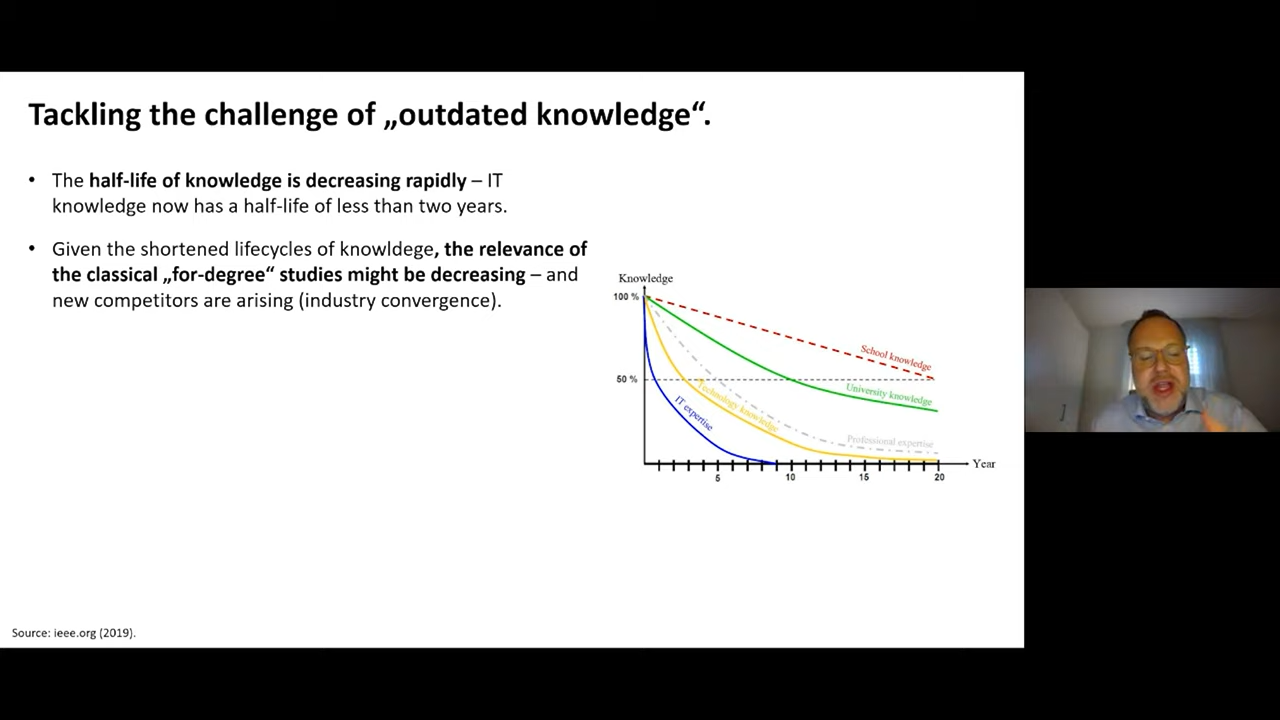 Tackling the challenge of „outdated knowledge“.
• The half-life of knowledge is decreasing rapidly – IT
knowledge now has a half-life of less than two years.
• Given the shortened lifecycles of knowldege, the relevance of
the classical „for-degree“ studies might be decreasing – and
new competitors are arising (industry convergence).
Knowledge
100 %
School knowledge
50 %
University knowledge
Technology knowledge
IT expertise
Professional expertise
Year
5 10 15 20
Source: ieee.org (2019).